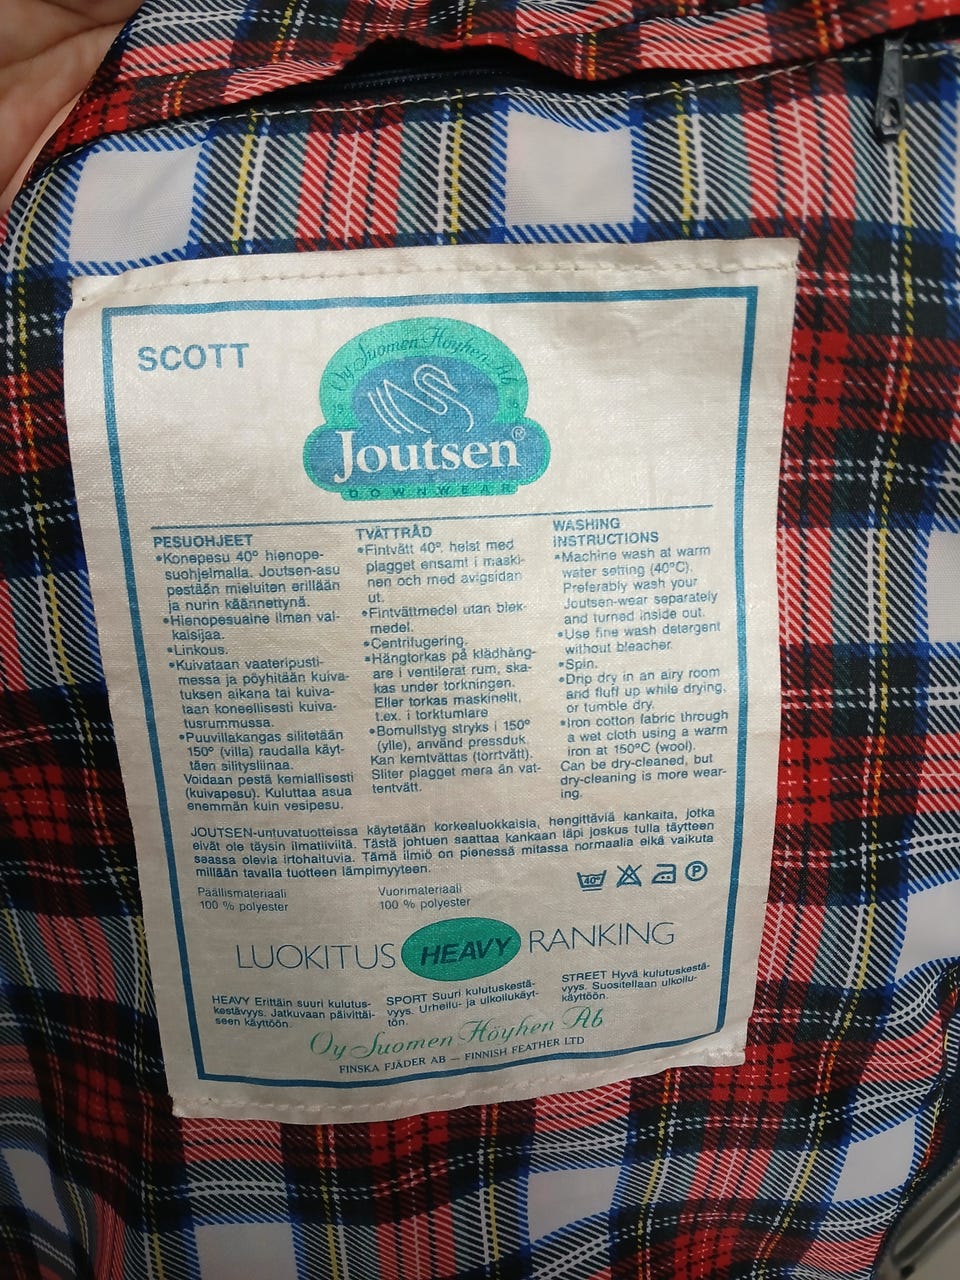 SCOTT
Oy Suomen Höyhen Ab
Joutsen®
DOWNWEAR
PESUOHJEET
•Konepesu 40° hienope-
suohjelmalla. Joutsen-asu
pestään mieluiten erillään
ja nurin käännettynä.
•Hienopesuaine ilman val-
kaisijaa.
•Linkous.
•Kuivataan vaateripusti-
messa ja pöyhitään kuiva-
tuksen aikana tai kuiva-
taan koneellisesti kuiva-
tusrummussa.
•Puuvillakangas silitetään
150° (villa) raudalla käyt-
täen silitysliinaa.
Voidaan pestä kemiallisesti
(kuivapesu). Kuluttaa asua
enemmän kuin vesipesu.
TVÄTTRÅD
•Fintvätt 40°, helst med
plagget ensamt i maski-
nen och med avigsidan
ut.
•Fintvättmedel utan blek-
medel.
•Centrifugering.
•Hängtorkas på klädhäng-
are i ventilerat rum, ska-
kas under torkningen.
Eller torkas maskinellt,
t.ex. i torktumlare
•Bomullstyg stryks i 150°
(ylle), använd pressduk.
Kan kemtvättas (torrtvätt).
Sliter plagget mera än vat-
tentvätt.
WASHING
INSTRUCTIONS
•Machine wash at warm
water setting (40°C).
Preferably wash your
Joutsen-wear separately
and turned inside out.
•Use fine wash detergent
without bleacher.
•Spin.
•Drip dry in an airy room
and fluff up while drying,
or tumble dry.
•Iron cotton fabric through
a wet cloth using a warm
iron at 150°C (wool).
Can be dry-cleaned, but
dry-cleaning is more wear-
ing.
JOUTSEN-untuvatuotteissa käytetään korkealuokkaisia, hengittäviä kankaita, jotka
eivät ole täysin ilmatiiviitä. Tästä johtuen saattaa kankaan läpi joskus tulla täytteen
seassa olevia irtohaituvia. Tämä ilmiö on pienessä mitassa normaalia eikä vaikuta
millään tavalla tuotteen lämpimyyteen.
40° P
Päällismateriaali
100 % polyester
Vuorimateriaali
100 % polyester
LUOKITUS HEAVY RANKING
HEAVY Erittäin suuri kulutus-
kestävyys. Jatkuvaan päivittäi-
seen käyttöön.
SPORT Suuri kulutuskestä-
vyys. Urheilu- ja ulkoilukäyt-
tön.
STREET Hyvä kulutuskestä-
vyys. Suositellaan ulkoilu-
käyttöön.
Oy Suomen Höyhen Ab
FINSKA FJÄDER AB — FINNISH FEATHER LTD